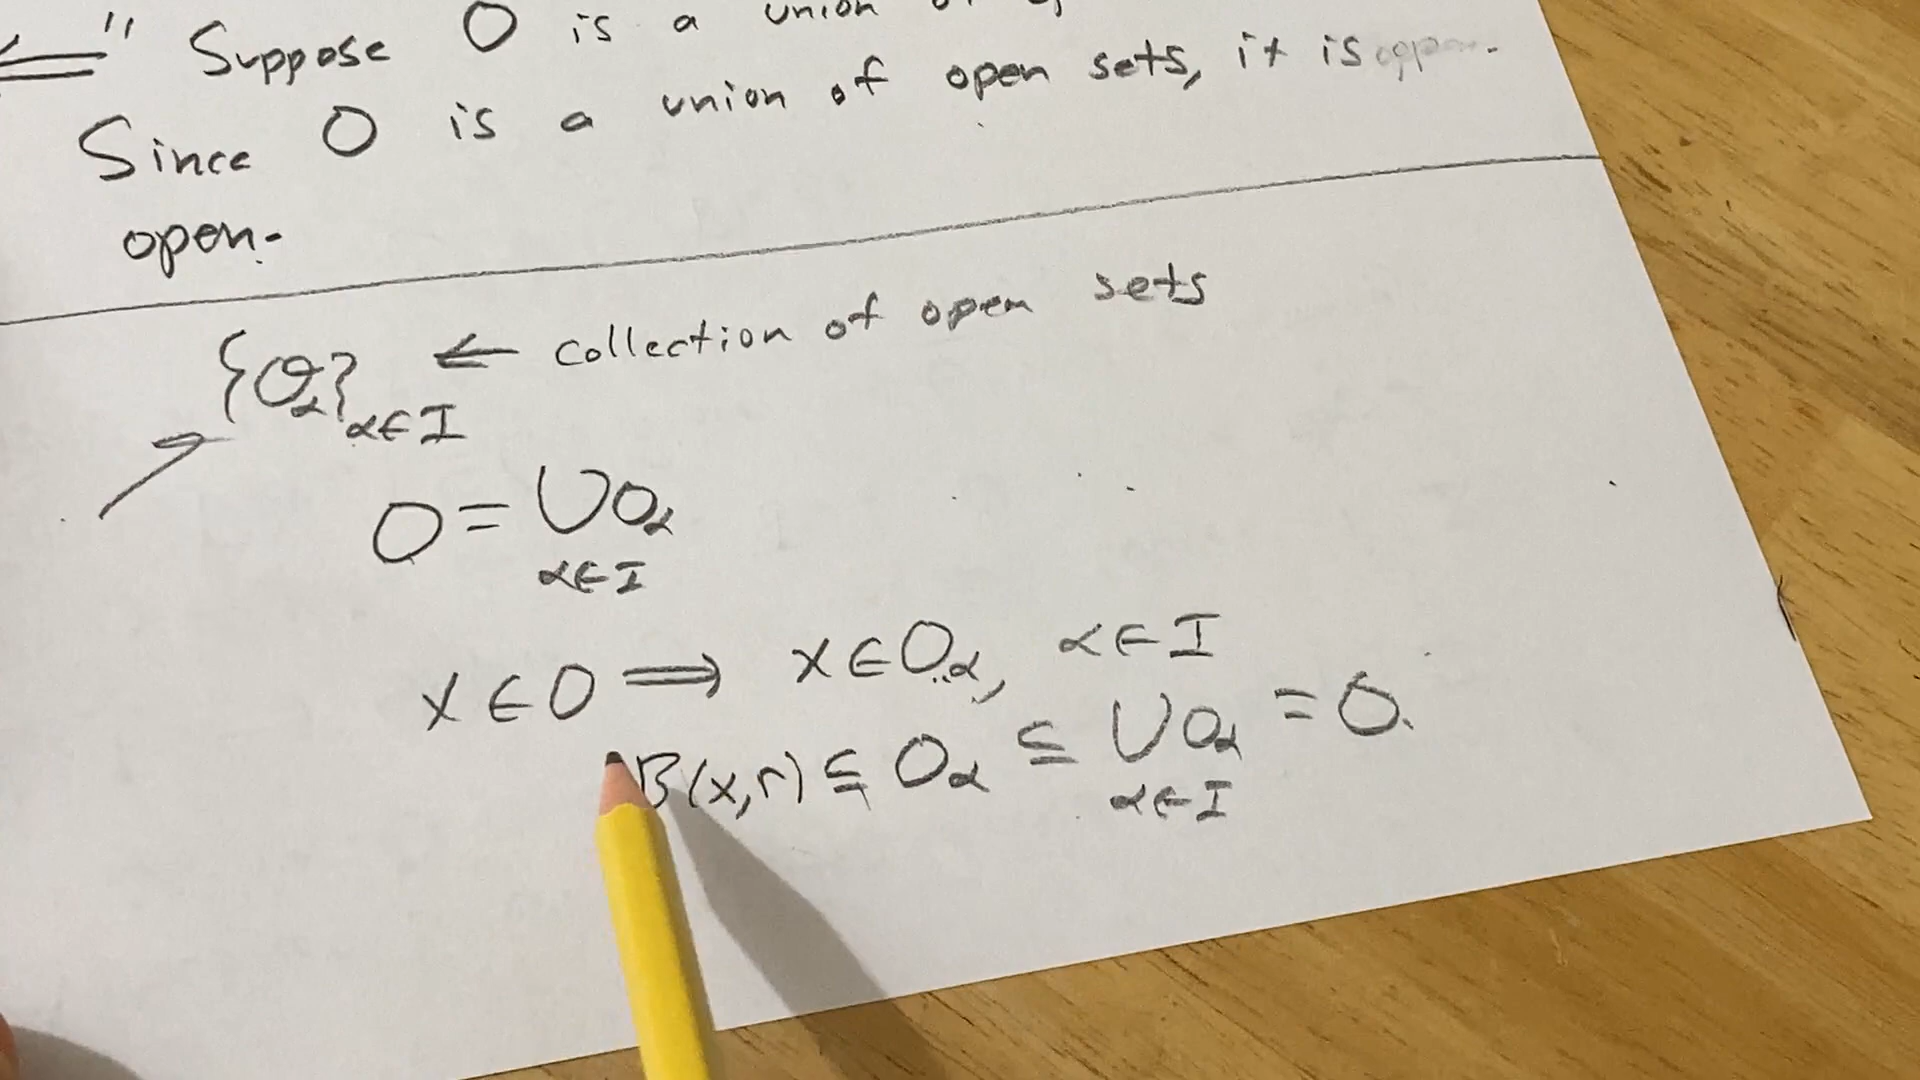 ⟸" Suppose O is a union of
Since O is a union of open sets, it is
open.
{Oα}α∈I ← collection of open sets
O = ∪Oα
α∈I
x ∈ O ⟹ x ∈ Oα, α ∈ I
B(x,r) ⊆ Oα ⊆ ∪Oα = O.
α∈I